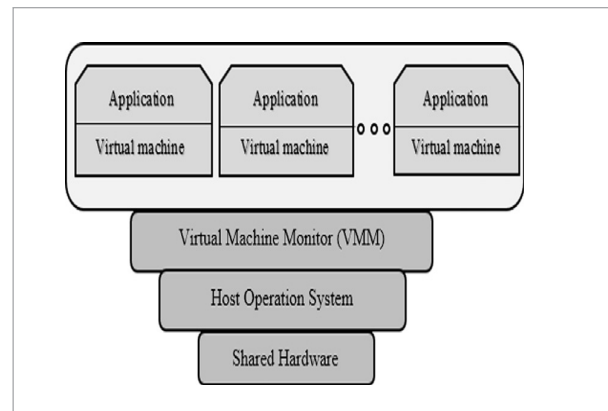 Application Application Application
Virtual machine Virtual machine Virtual machine
Virtual Machine Monitor (VMM)
Host Operation System
Shared Hardware